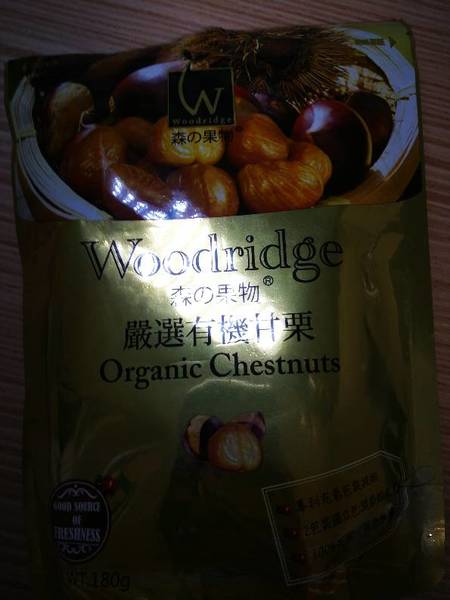 W
Woodridge
森の果物®
Woodridge
森の果物®
嚴選有機甘栗
Organic Chestnuts
GOOD SOURCE
OF
FRESHNESS
WT.180g